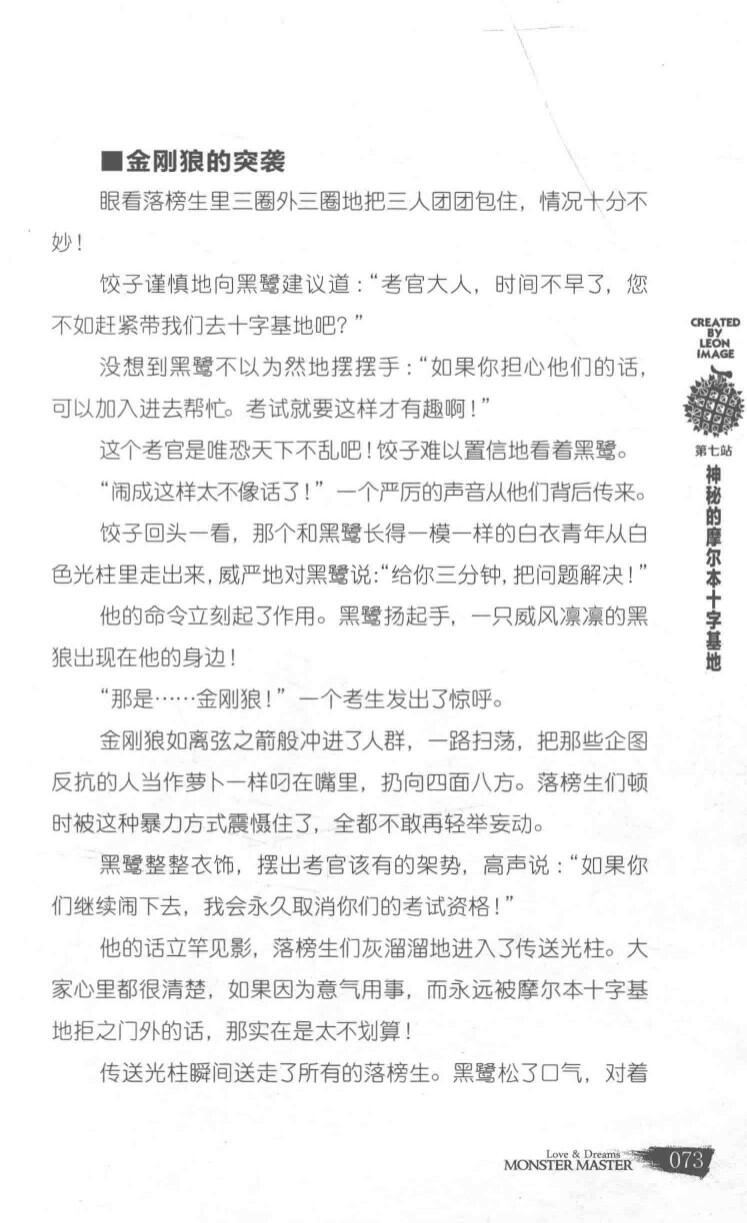 ■金刚狼的突袭
眼看落榜生里三圈外三圈地把三人团团包住，情况十分不
妙！
饺子谨慎地向黑鹭建议道：“考官大人，时间不早了，您
不如赶紧带我们去十字基地吧？”
没想到黑鹭不以为然地摆摆手：“如果你担心他们的话，
可以加入进去帮忙。考试就要这样才有趣啊！”
这个考官是唯恐天下不乱吧！饺子难以置信地看着黑鹭。
“闹成这样太不像话了！”一个严厉的声音从他们背后传来。
饺子回头一看，那个和黑鹭长得一模一样的白衣青年从白
色光柱里走出来，威严地对黑鹭说：“给你三分钟，把问题解决！”
他的命令立刻起了作用。黑鹭扬起手，一只威风凛凛的黑
狼出现在他的身边！
“那是……金刚狼！”一个考生发出了惊呼。
金刚狼如离弦之箭般冲进了人群，一路扫荡，把那些企图
反抗的人当作萝卜一样叼在嘴里，扔向四面八方。落榜生们顿
时被这种暴力方式震慑住了，全都不敢再轻举妄动。
黑鹭整整衣饰，摆出考官该有的架势，高声说：“如果你
们继续闹下去，我会永久取消你们的考试资格！”
他的话立竿见影，落榜生们灰溜溜地进入了传送光柱。大
家心里都很清楚，如果因为意气用事，而永远被摩尔本十字基
地拒之门外的话，那实在是太不划算！
传送光柱瞬间送走了所有的落榜生。黑鹭松了口气，对着
CREATED
BY
LEON
IMAGE
第七站
神秘的摩尔本十字基地
Love & Dreams
MONSTER MASTER
073